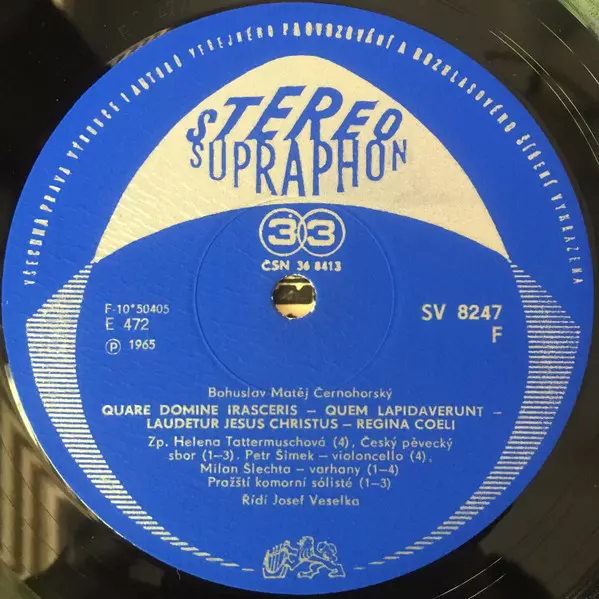 VŠECHNA PRÁVA VÝROBCE I AUTORŮ VEŘEJNÉHO PROVOZOVÁNÍ A ROZHLASOVÉHO ŠÍŘENÍ VYHRAZENA
STEREO
SUPRAPHON
33
ČSN 36 8413
F-10*50405
E 472
Ⓟ 1965
SV 8247
F
Bohuslav Matěj Černohorský
QUARE DOMINE IRASCERIS – QUEM LAPIDAVERUNT –
LAUDETUR JESUS CHRISTUS – REGINA COELI
Zp. Helena Tattermuschová (4), Český pěvecký
sbor (1–3). Petr Šimek – violoncello (4),
Milan Šlechta – varhany (1–4)
Pražští komorní sólisté (1–3)
Řídí Josef Veselka